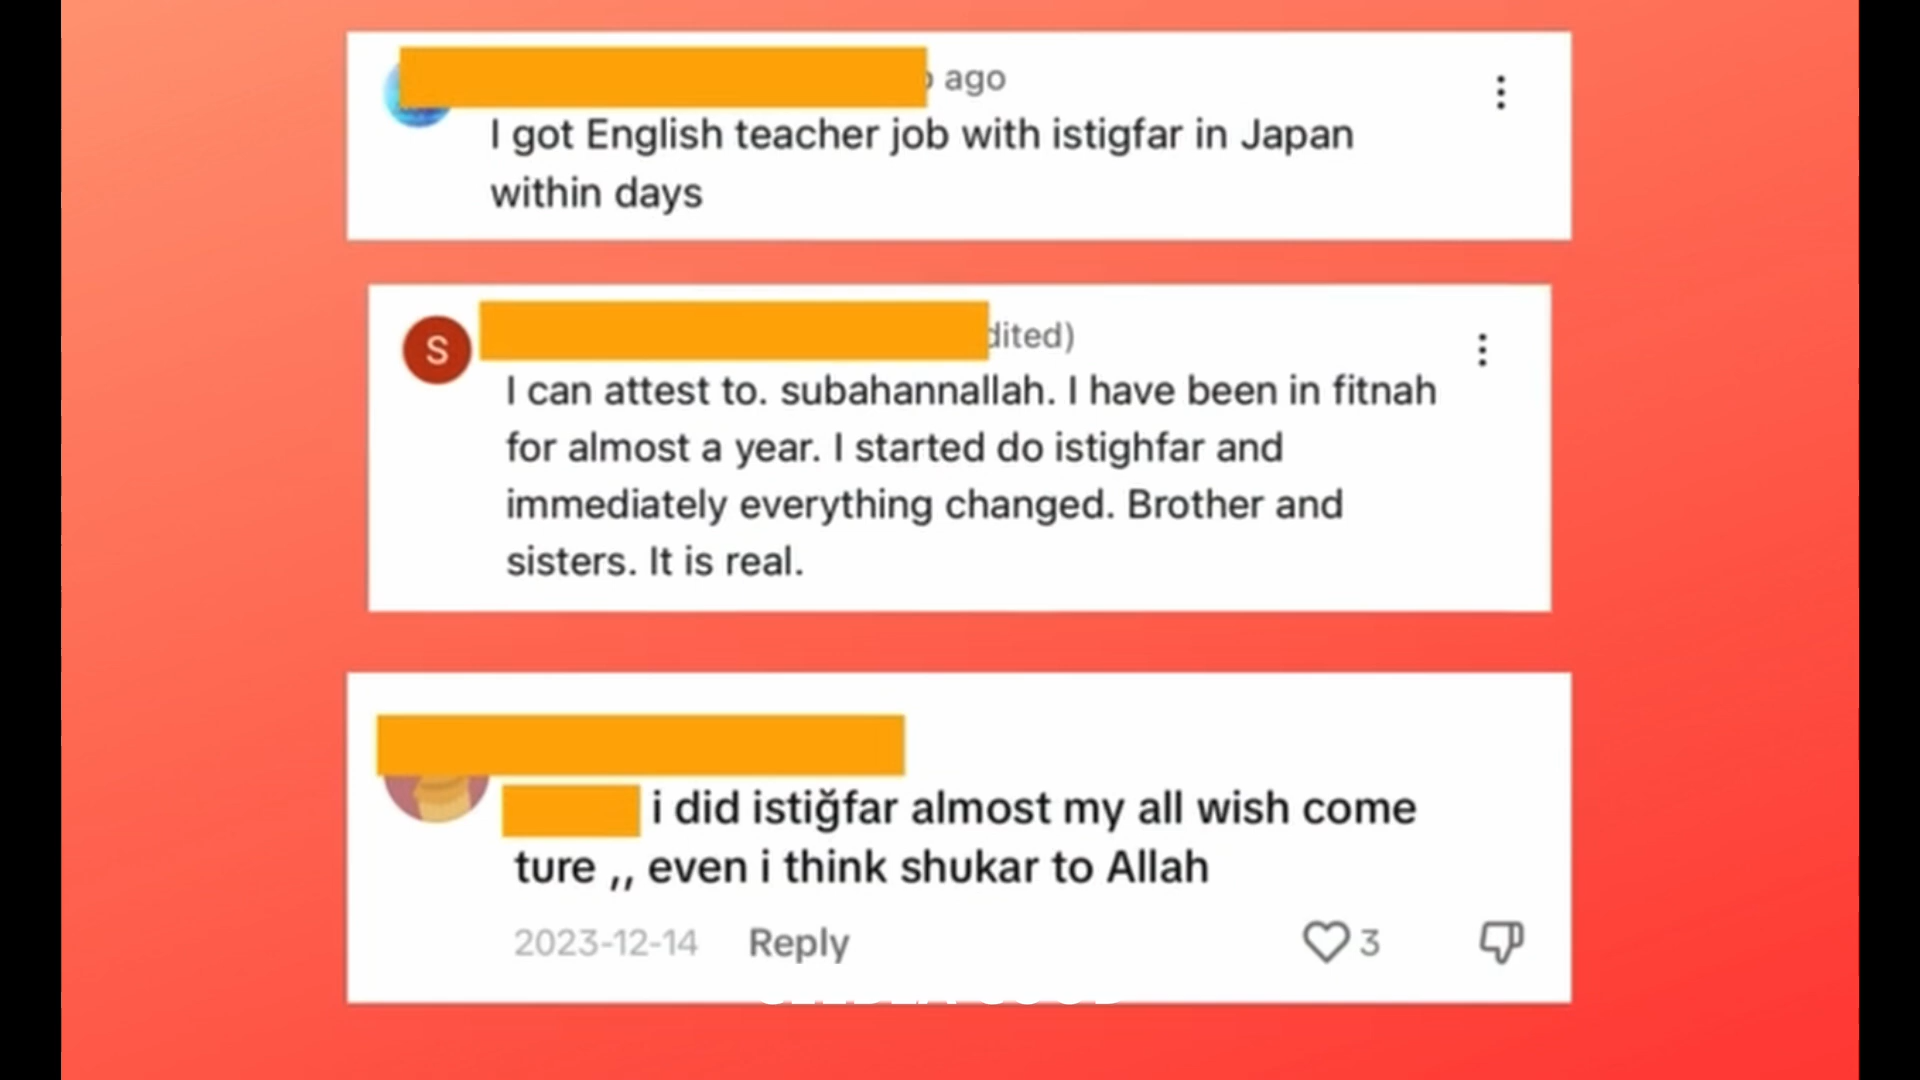 ago
I got English teacher job with istigfar in Japan
within days
S
dited)
I can attest to. subahannallah. I have been in fitnah
for almost a year. I started do istighfar and
immediately everything changed. Brother and
sisters. It is real.
i did istiğfar almost my all wish come
ture ,, even i think shukar to Allah
2023-12-14 Reply 3